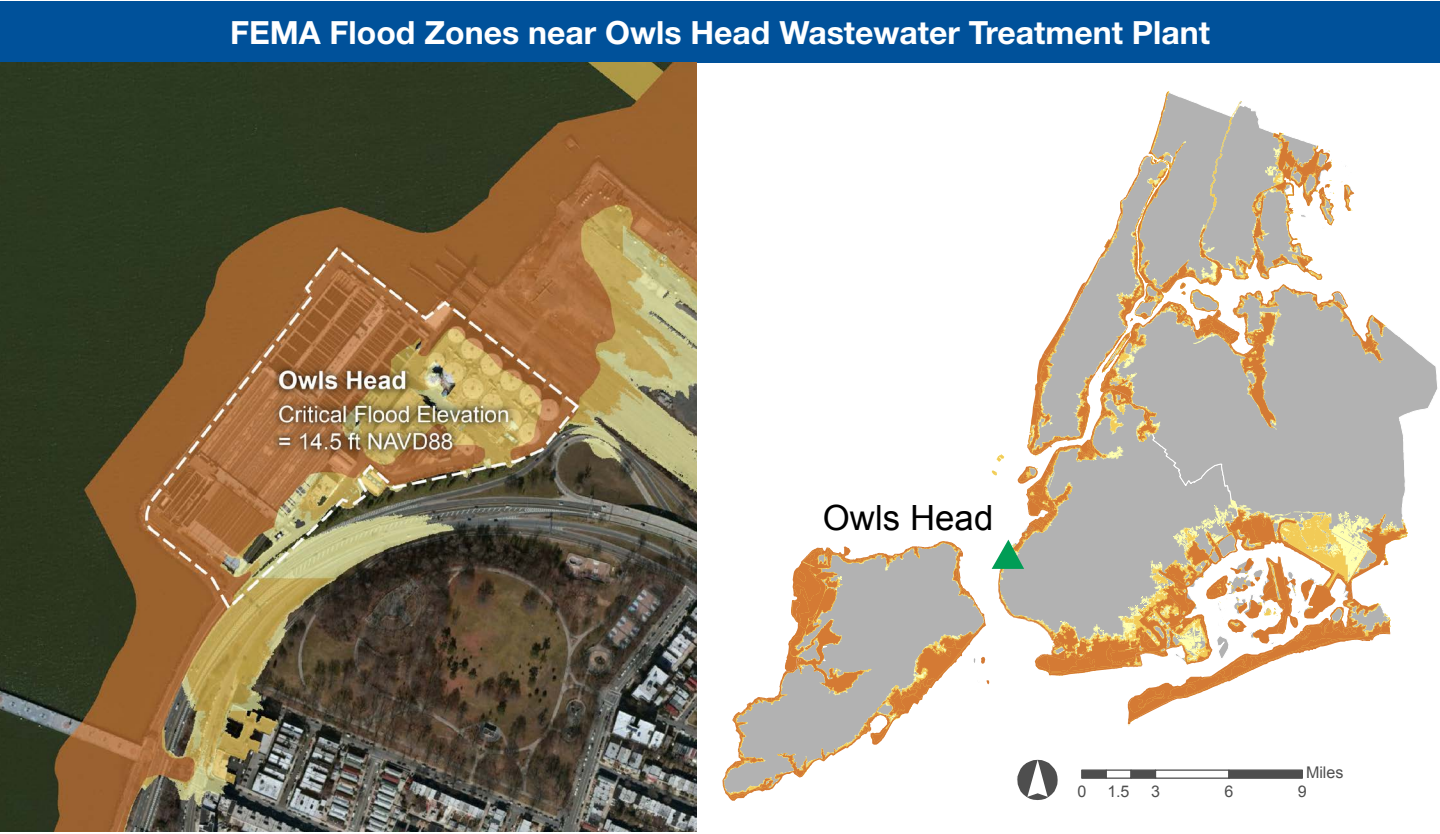 FEMA Flood Zones near Owls Head Wastewater Treatment Plant
Owls Head
Critical Flood Elevation
= 14.5 ft NAVD88
Owls Head
Miles
0 1.5 3 6 9